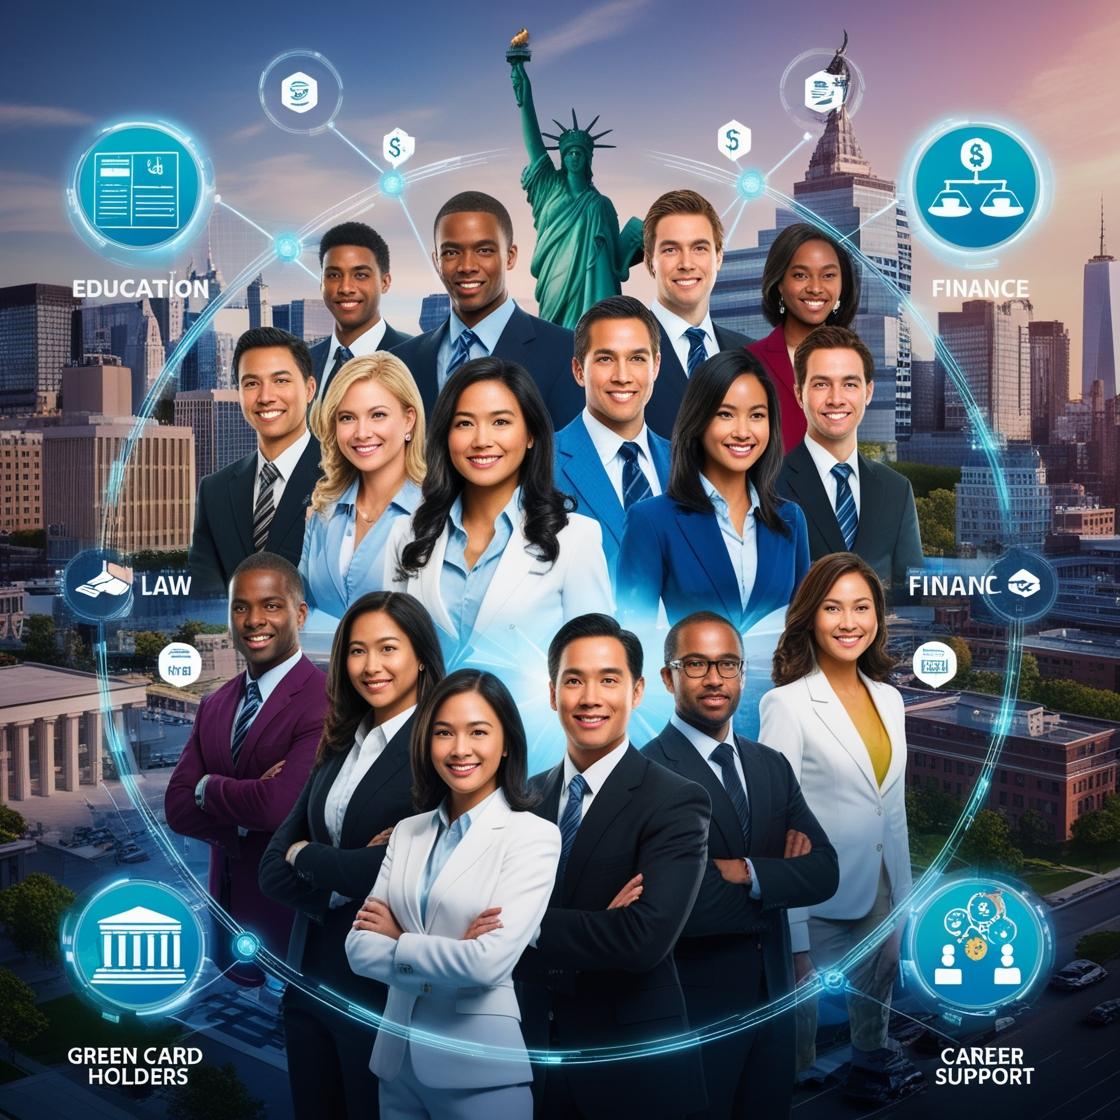 $
$
$
EDUCATION
FINANCE
LAW
FINANC
GREEN CARD
HOLDERS
CAREER
SUPPORT